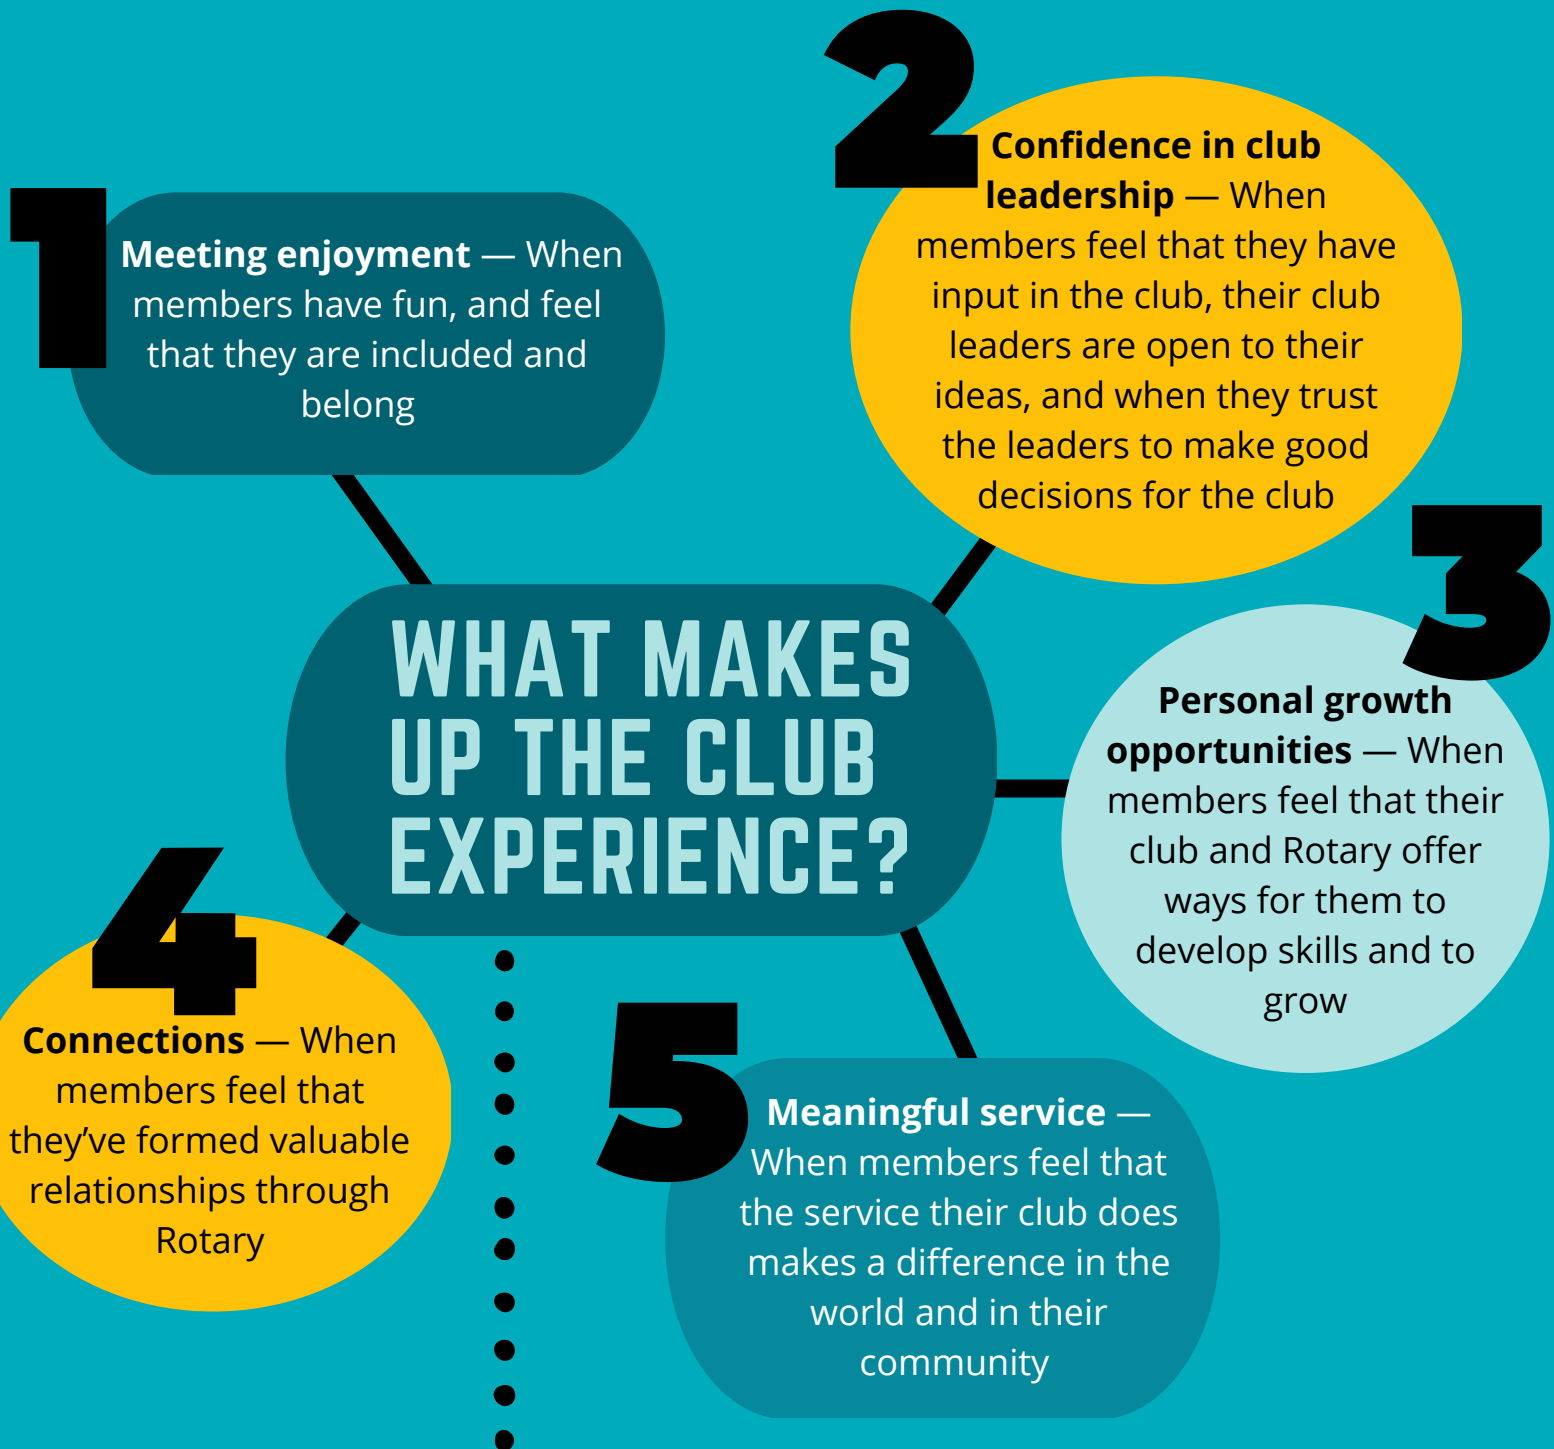 1
Meeting enjoyment — When
members have fun, and feel
that they are included and
belong
2
Confidence in club
leadership — When
members feel that they have
input in the club, their club
leaders are open to their
ideas, and when they trust
the leaders to make good
decisions for the club
WHAT MAKES
UP THE CLUB
EXPERIENCE?
3
Personal growth
opportunities — When
members feel that their
club and Rotary offer
ways for them to
develop skills and to
grow
4
Connections — When
members feel that
they’ve formed valuable
relationships through
Rotary
5
Meaningful service —
When members feel that
the service their club does
makes a difference in the
world and in their
community